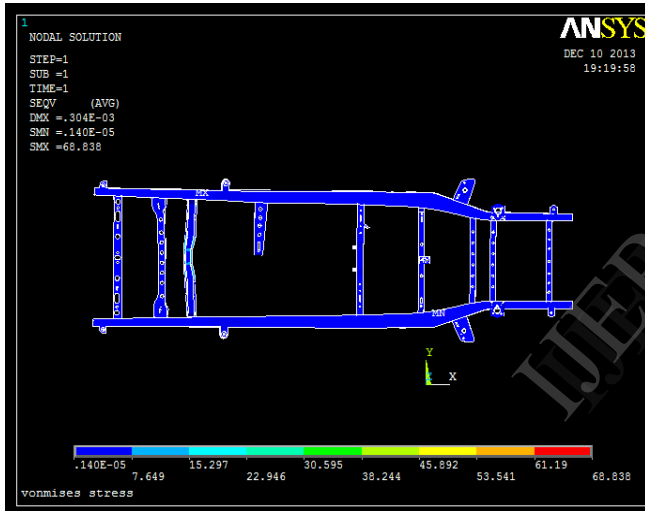 1
NODAL SOLUTION
STEP=1
SUB =1
TIME=1
SEQV (AVG)
DMX =.304E-03
SMN =.140E-05
SMX =68.838
ANSYS
DEC 10 2013
19:19:58
MX
MN
Y
X
.140E-05 15.297 30.595 45.892 61.19
7.649 22.946 38.244 53.541 68.838
vonmises stress